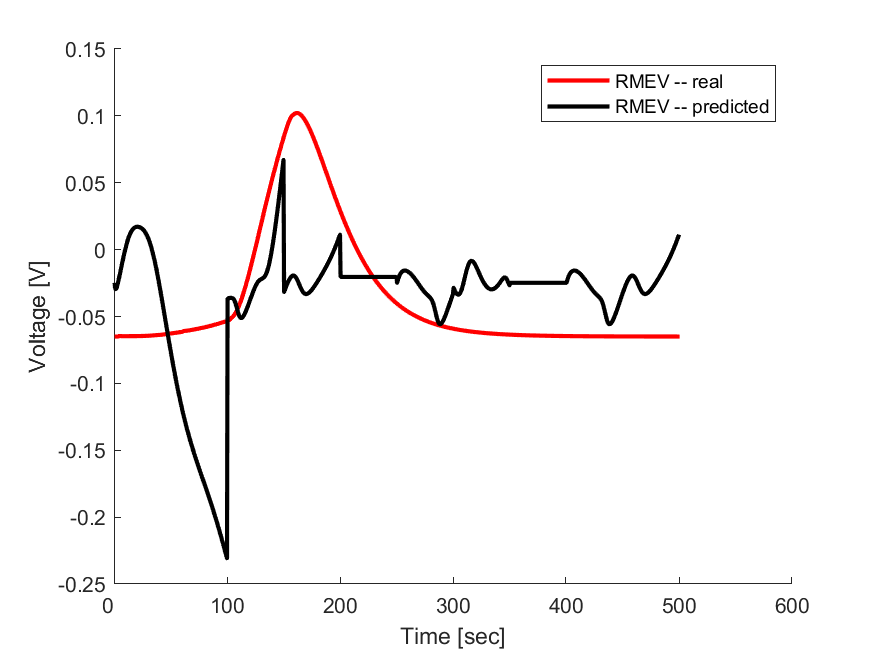 0.15
0.1
0.05
0
-0.05
-0.1
-0.15
-0.2
-0.25
Voltage [V]
RMEV -- real
RMEV -- predicted
0 100 200 300 400 500 600
Time [sec]